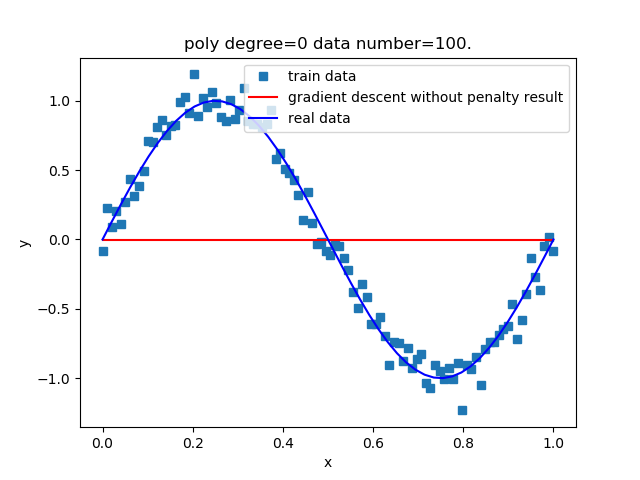 poly degree=0 data number=100.
train data
gradient descent without penalty result
real data
1.0
0.5
0.0
−0.5
−1.0
y
0.0 0.2 0.4 0.6 0.8 1.0
x